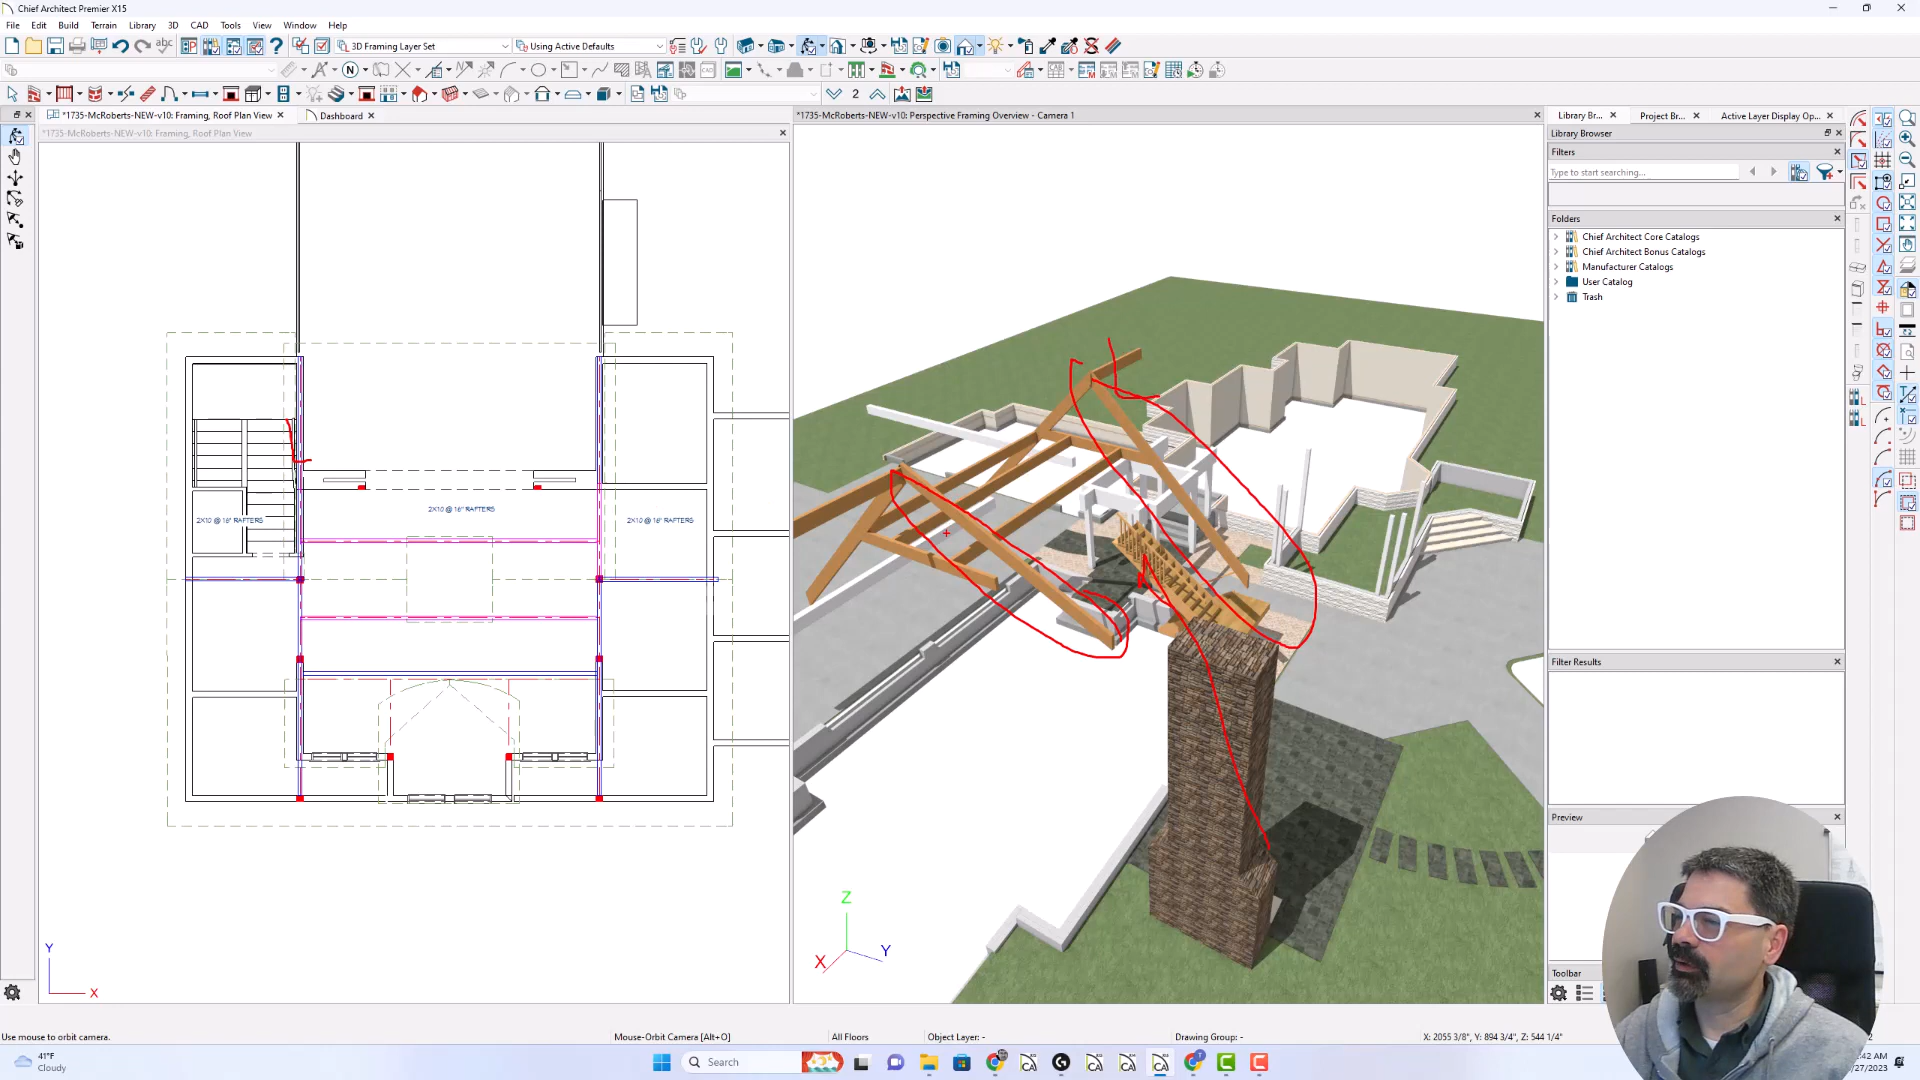 Chief Architect Premier X15
File Edit Build Terrain Library 3D CAD Tools View Window Help
3D Framing Layer Set
Using Active Defaults
2
*1735-McRoberts-NEW-v10: Framing, Roof Plan View
Dashboard
*1735-McRoberts-NEW-v10: Perspective Framing Overview - Camera 1
Library Br...
Project Br...
Active Layer Display Op...
*1735-McRoberts-NEW-v10: Framing, Roof Plan View
Library Browser
Filters
Type to start searching...
Folders
Chief Architect Core Catalogs
Chief Architect Bonus Catalogs
Manufacturer Catalogs
User Catalog
Trash
2X10 @ 16" RAFTERS
2X10 @ 16" RAFTERS
2X10 @ 16" RAFTERS
Filter Results
Preview
Z
Y
X
Y
X
Toolbar
Use mouse to orbit camera.
Mouse-Orbit Camera [Alt+O]
All Floors
Object Layer: -
Drawing Group: -
X: 2055 3/8", Y: 894 3/4", Z: 544 1/4"
41°F
Cloudy
Search
:42 AM
/27/2023